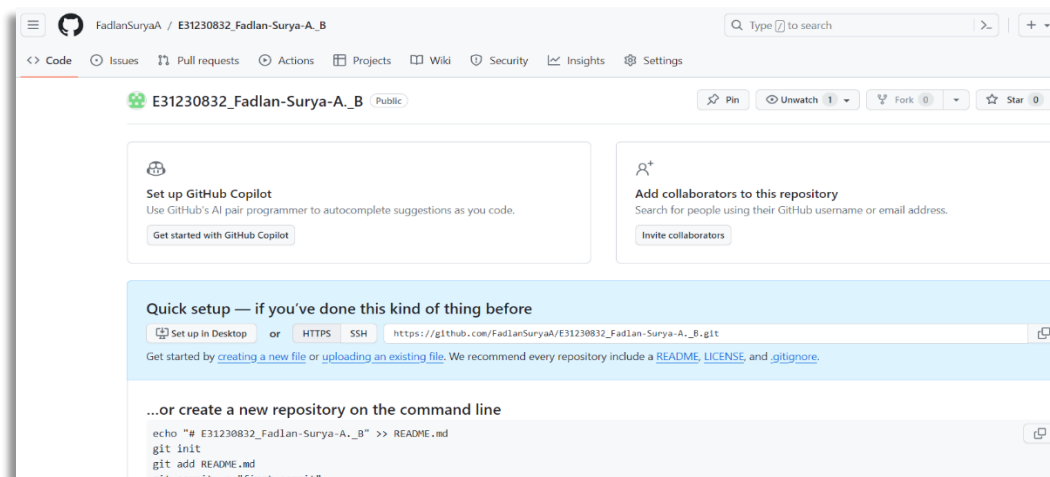 FadlanSuryaA / E31230832_Fadlan-Surya-A._B
Type / to search
Code Issues Pull requests Actions Projects Wiki Security Insights Settings
E31230832_Fadlan-Surya-A._B Public
Pin Unwatch 1 Fork 0 Star 0
Set up GitHub Copilot
Use GitHub's AI pair programmer to autocomplete suggestions as you code.
Get started with GitHub Copilot
Add collaborators to this repository
Search for people using their GitHub username or email address.
Invite collaborators
Quick setup — if you've done this kind of thing before
Set up in Desktop or HTTPS SSH https://github.com/FadlanSuryaA/E31230832_Fadlan-Surya-A._B.git
Get started by creating a new file or uploading an existing file. We recommend every repository include a README, LICENSE, and .gitignore.
...or create a new repository on the command line
echo "# E31230832_Fadlan-Surya-A._B" >> README.md
git init
git add README.md